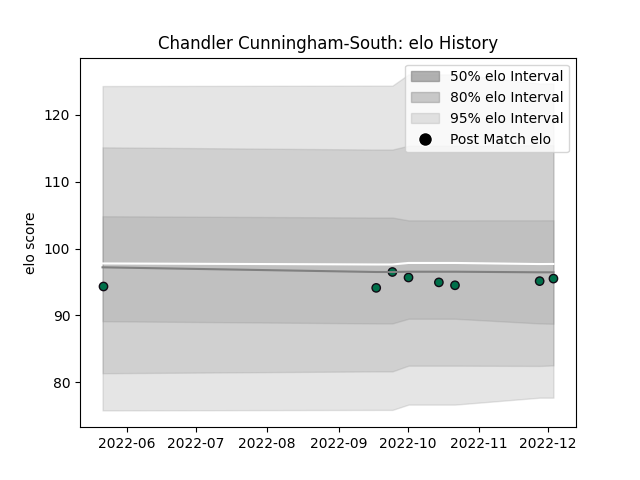 Chandler Cunningham-South: elo History
50% elo Interval
80% elo Interval
95% elo Interval
Post Match elo
elo score
120
110
100
90
80
2022-06 2022-07 2022-08 2022-09 2022-10 2022-11 2022-12